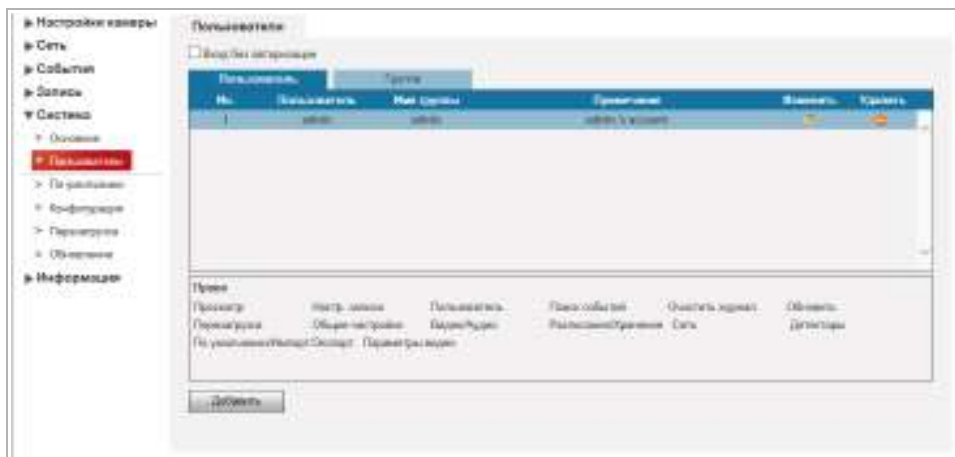 Настройки камеры
Сеть
События
Запись
Система
Основное
Пользователи
По умолчанию
Конфигурация
Перезагрузка
Обновление
Информация
Пользователи
Вход без авторизации
Пользователь Группа
No. Пользователь Имя группы Примечание Изменить Удалить
1 admin admin admin 's account
Права
Просмотр Настр. записи Пользователь Поиск событий Очистить журнал Обновить
Перезагрузка Общие настройки Видео/Аудио Расписание/Хранение Сеть Детекторы
По умолчанию/Импорт/Экспорт Параметры видео
Добавить